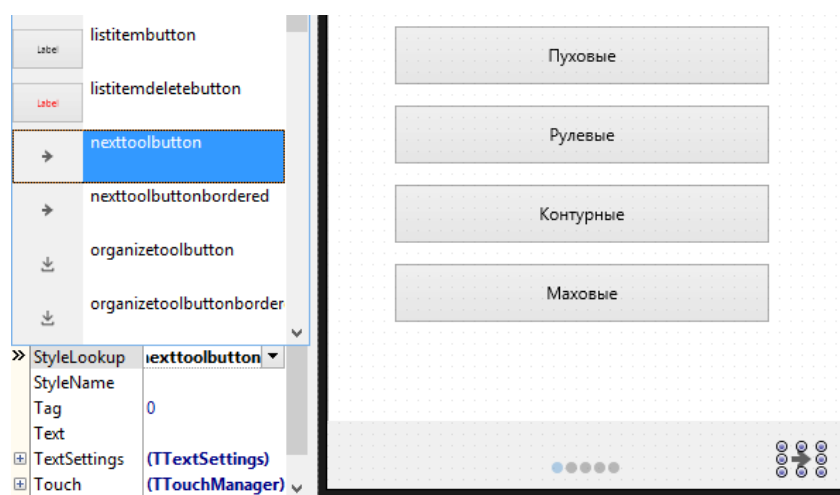 Label
listitembutton
Label
listitemdeletebutton
nexttoolbutton
nexttoolbuttonbordered
organizetoolbutton
organizetoolbuttonborder
StyleLookup nexttoolbutton
StyleName
Tag 0
Text
TextSettings (TTextSettings)
Touch (TTouchManager)
Пуховые
Рулевые
Контурные
Маховые